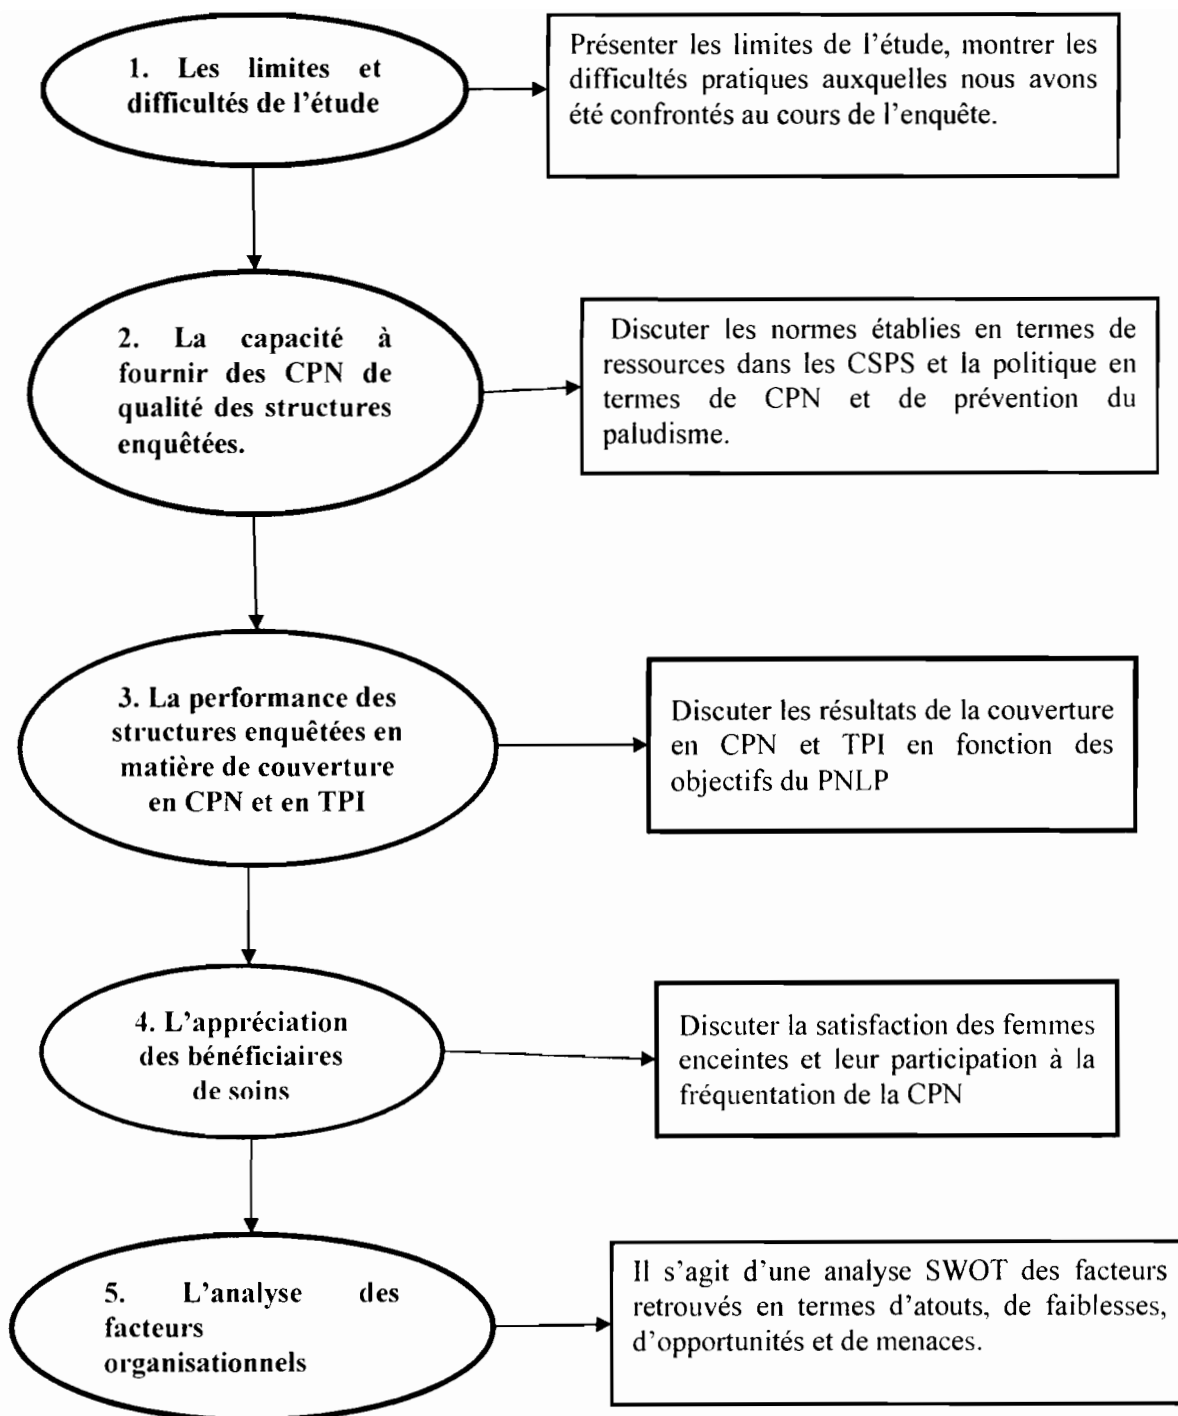 1. Les limites et
difficultés de l'étude
Présenter les limites de l'étude, montrer les
difficultés pratiques auxquelles nous avons
été confrontés au cours de l'enquête.
2. La capacité à
fournir des CPN de
qualité des structures
enquêtées.
Discuter les normes établies en termes de
ressources dans les CSPS et la politique en
termes de CPN et de prévention du
paludisme.
3. La performance des
structures enquêtées en
matière de couverture
en CPN et en TPI
Discuter les résultats de la couverture
en CPN et TPI en fonction des
objectifs du PNLP
4. L'appréciation
des bénéficiaires
de soins
Discuter la satisfaction des femmes
enceintes et leur participation à la
fréquentation de la CPN
5. L'analyse des
facteurs
organisationnels
Il s'agit d'une analyse SWOT des facteurs
retrouvés en termes d'atouts, de faiblesses,
d'opportunités et de menaces.